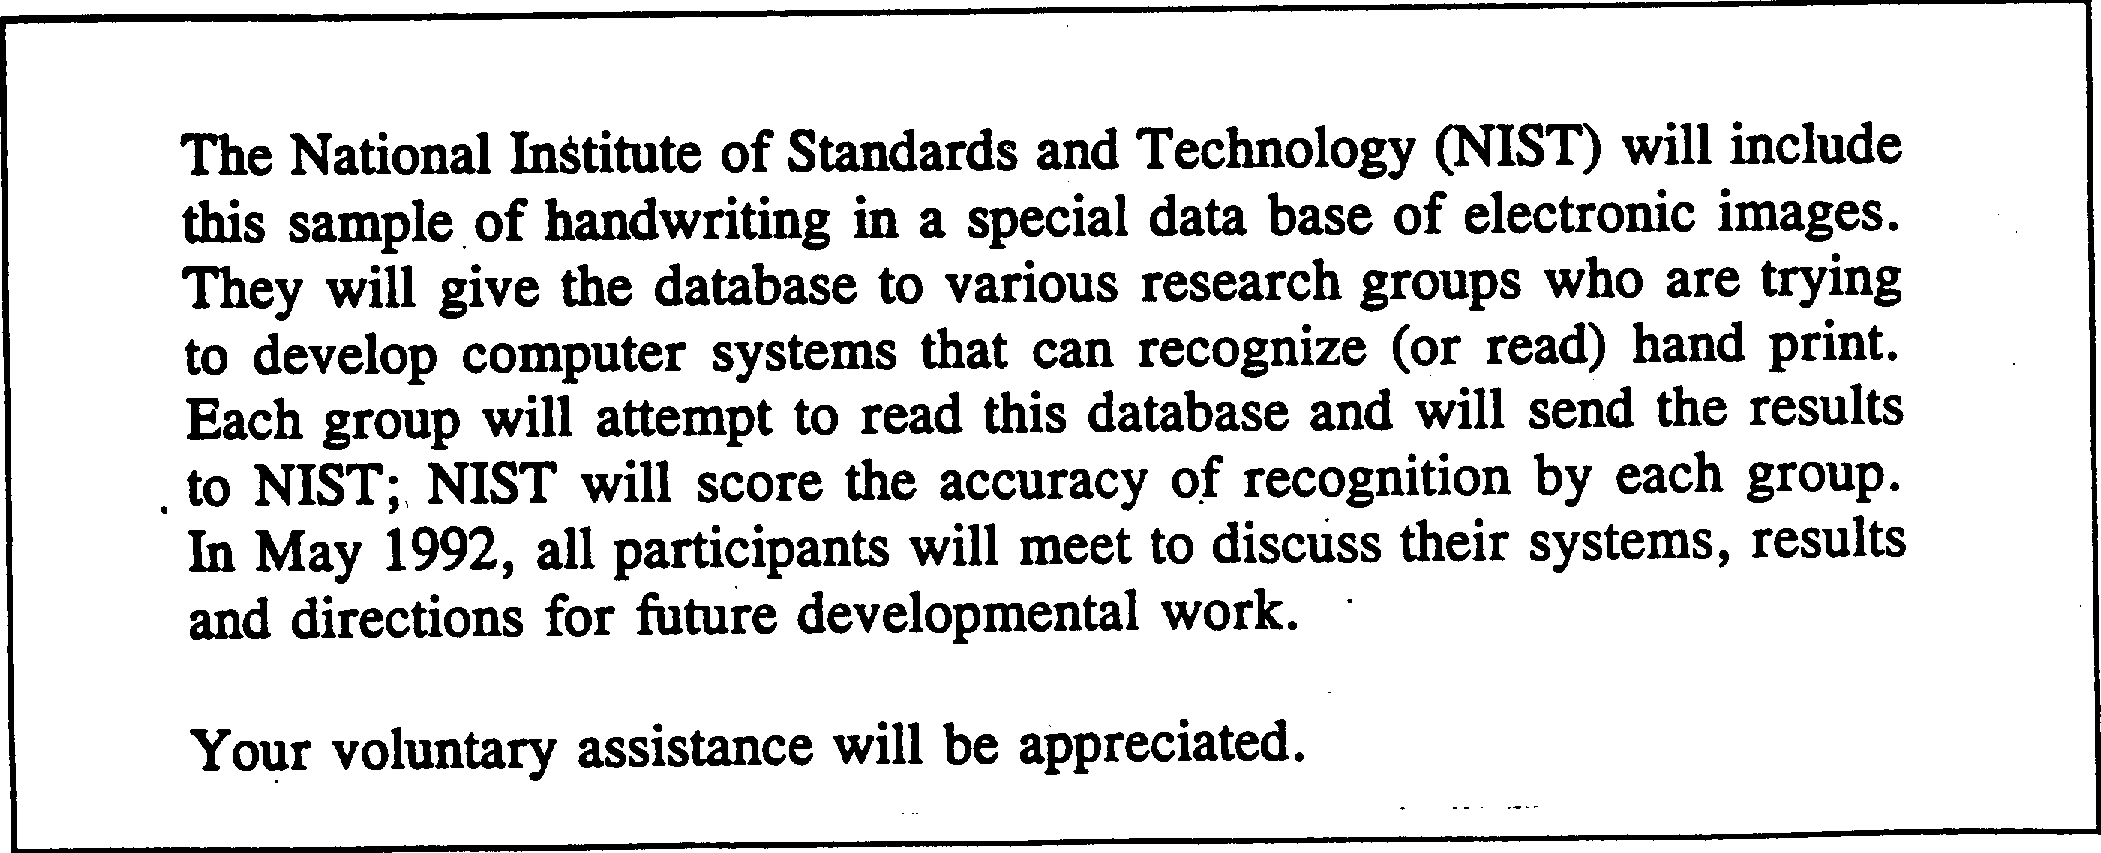 The National Institute of Standards and Technology (NIST) will include
this sample of handwriting in a special data base of electronic images.
They will give the database to various research groups who are trying
to develop computer systems that can recognize (or read) hand print.
Each group will attempt to read this database and will send the results
to NIST; NIST will score the accuracy of recognition by each group.
In May 1992, all participants will meet to discuss their systems, results
and directions for future developmental work.
Your voluntary assistance will be appreciated.